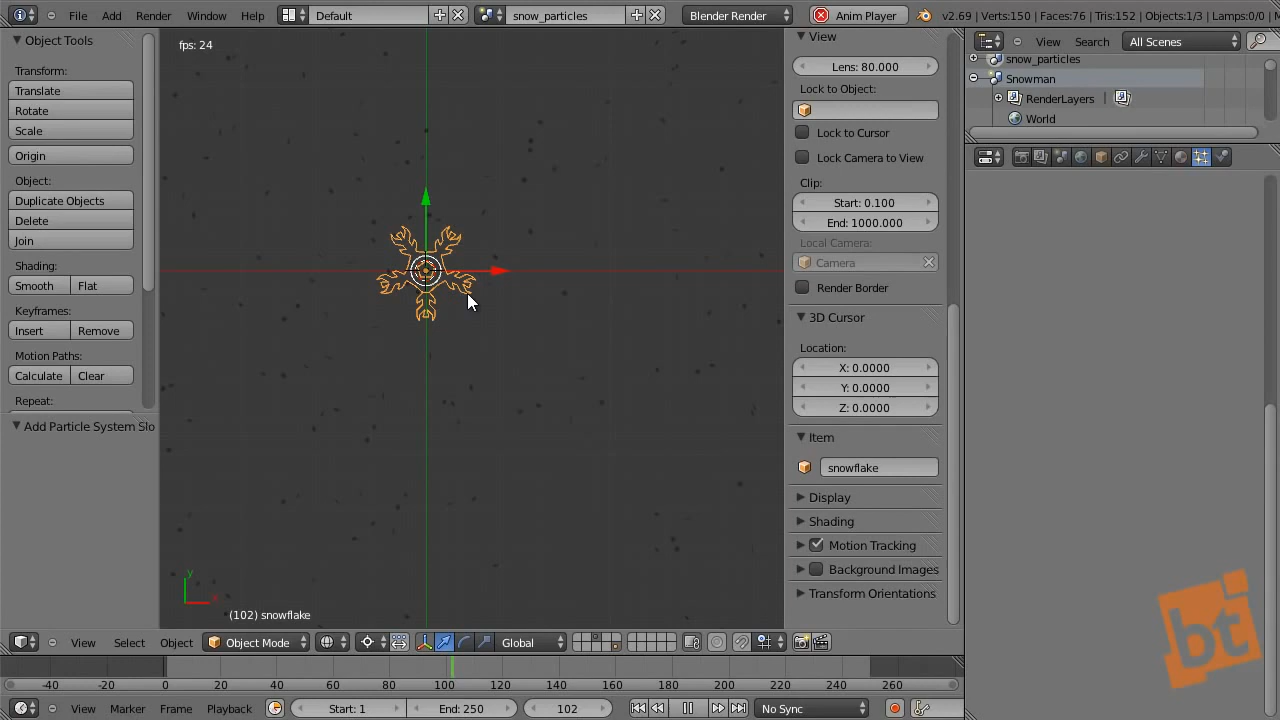 File Add Render Window Help Default snow_particles Blender Render Anim Player v2.69 | Verts:150 | Faces:76 | Tris:152 | Objects:1/3 | Lamps:0/0 |
Object Tools
Transform:
Translate
Rotate
Scale
Origin
Object:
Duplicate Objects
Delete
Join
Shading:
Smooth Flat
Keyframes:
Insert Remove
Motion Paths:
Calculate Clear
Repeat:
Add Particle System Slo
fps: 24
y
x
(102) snowflake
View
Lens: 80.000
Lock to Object:
Lock to Cursor
Lock Camera to View
Clip:
Start: 0.100
End: 1000.000
Local Camera:
Camera
Render Border
3D Cursor
Location:
X: 0.0000
Y: 0.0000
Z: 0.0000
Item
snowflake
Display
Shading
Motion Tracking
Background Images
Transform Orientations
View Search All Scenes
snow_particles
Snowman
RenderLayers |
World
bt
View Select Object Object Mode Global
-40 -20 0 20 40 60 80 100 120 140 160 180 200 220 240 260
View Marker Frame Playback Start: 1 End: 250 102 No Sync